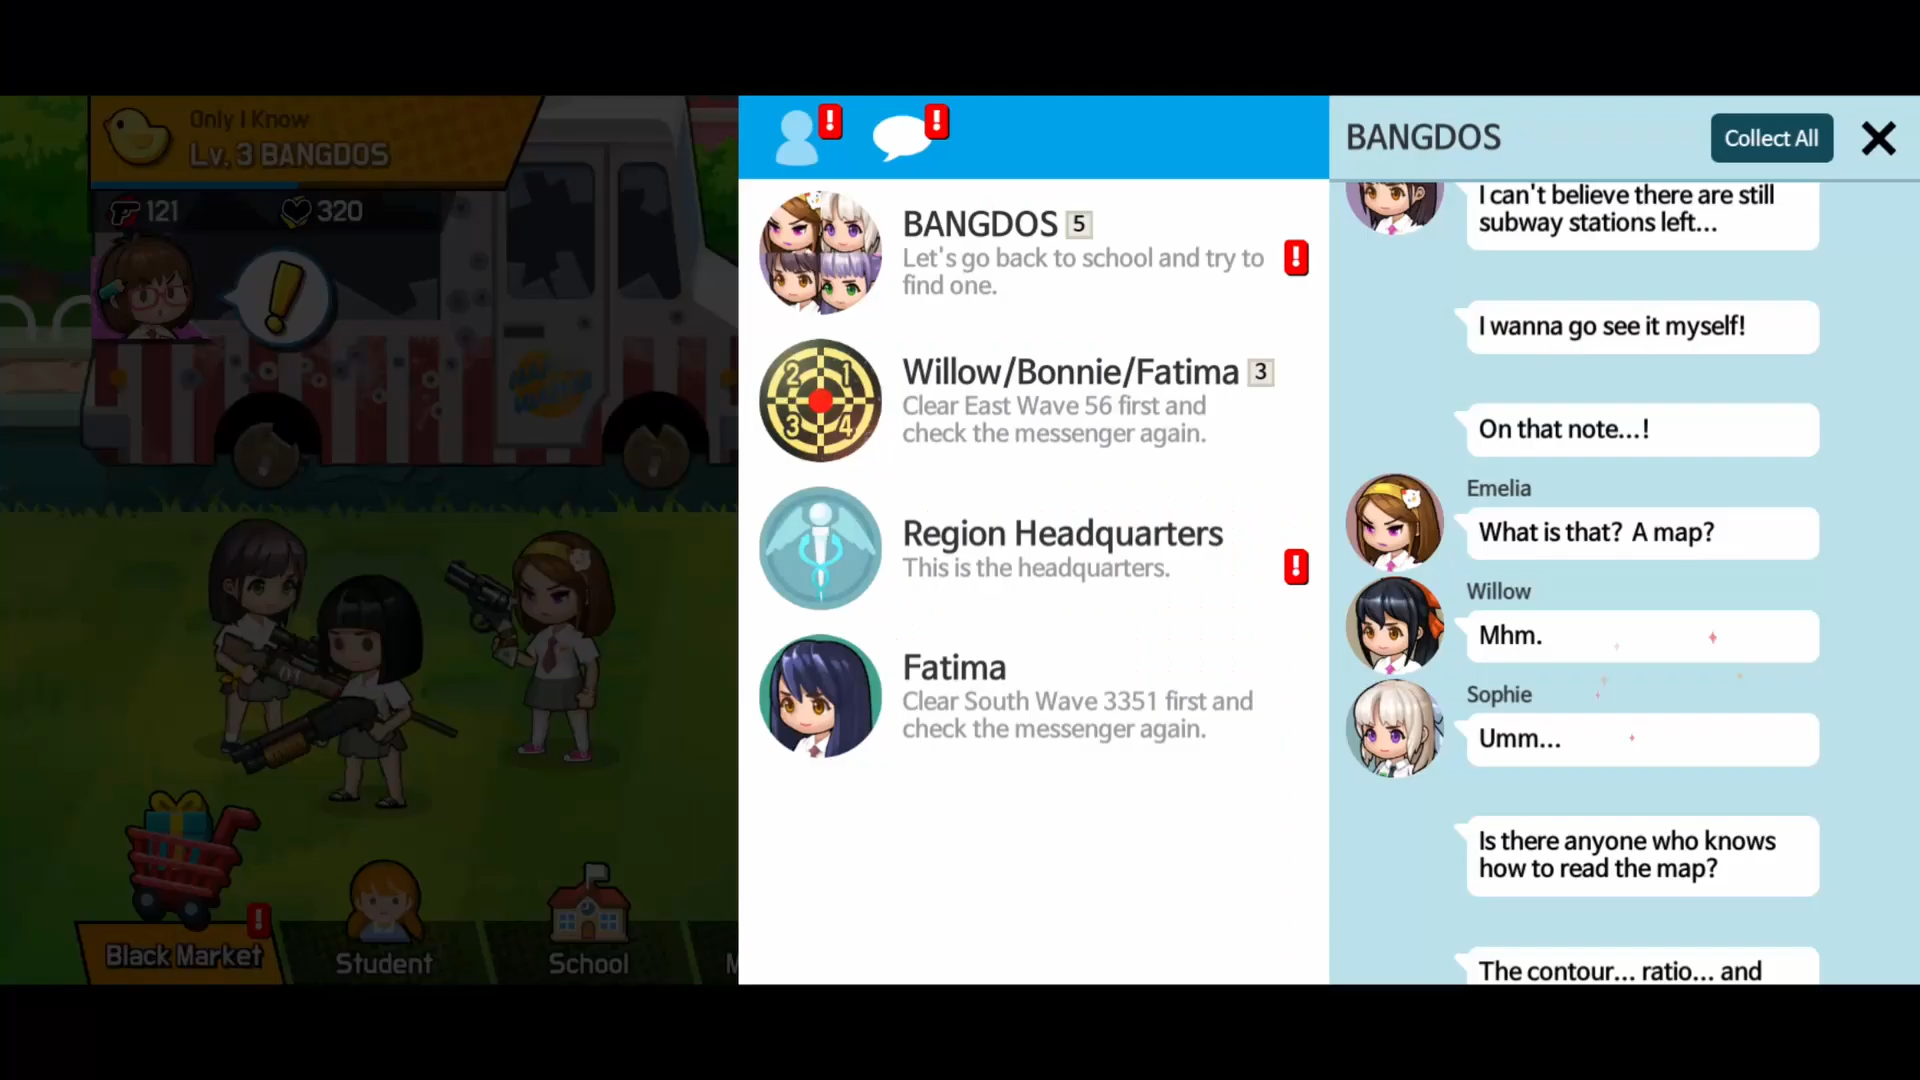 Only I Know
Lv. 3 BANGDOS
121
320
Black Market
Student
School
M
BANGDOS 5
Let's go back to school and try to
find one.
Willow/Bonnie/Fatima 3
Clear East Wave 56 first and
check the messenger again.
2 1
3 4
Region Headquarters
This is the headquarters.
Fatima
Clear South Wave 3351 first and
check the messenger again.
BANGDOS
Collect All
I can't believe there are still
subway stations left...
I wanna go see it myself!
On that note...!
Emelia
What is that? A map?
Willow
Mhm.
Sophie
Umm...
Is there anyone who knows
how to read the map?
The contour... ratio... and